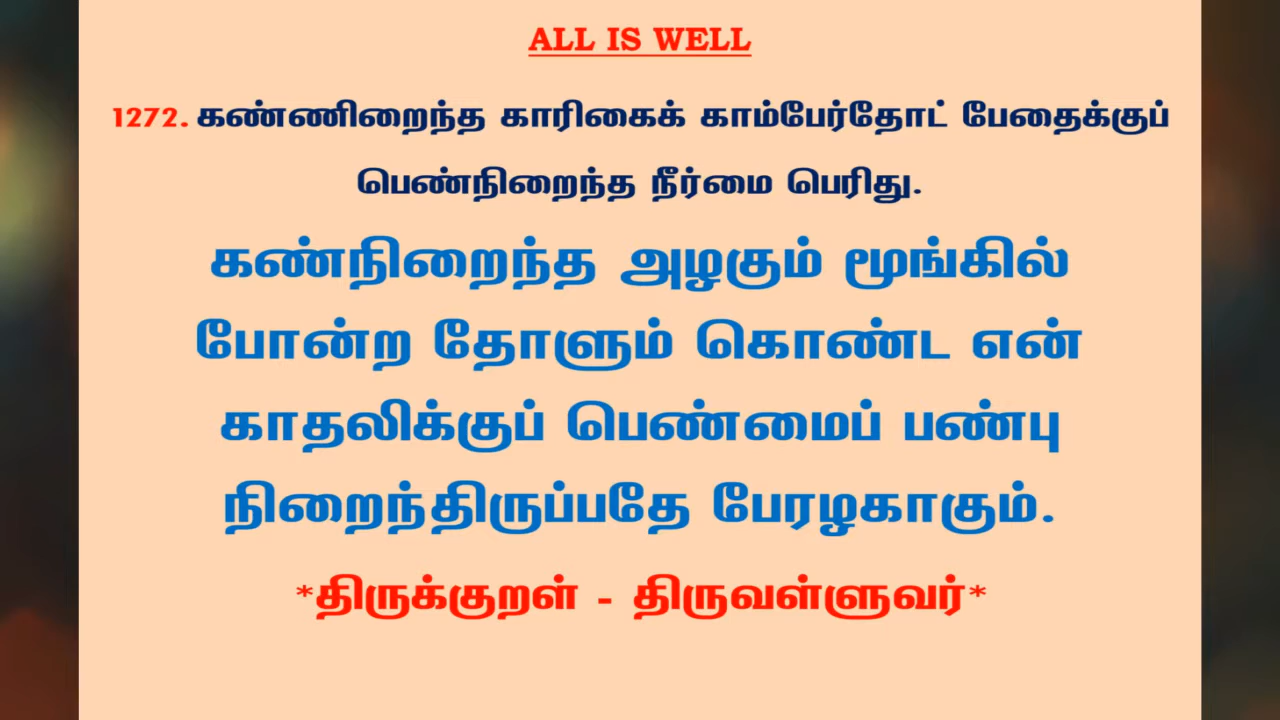 ALL IS WELL
1272. கண்ணிறைந்த காரிகைக் காம்பேர்தோட் பேதைக்குப்
பெண்நிறைந்த நீர்மை பெரிது.
கண்நிறைந்த அழகும் மூங்கில்
போன்ற தோளும் கொண்ட என்
காதலிக்குப் பெண்மைப் பண்பு
நிறைந்திருப்பதே பேரழகாகும்.
*திருக்குறள் - திருவள்ளுவர்*